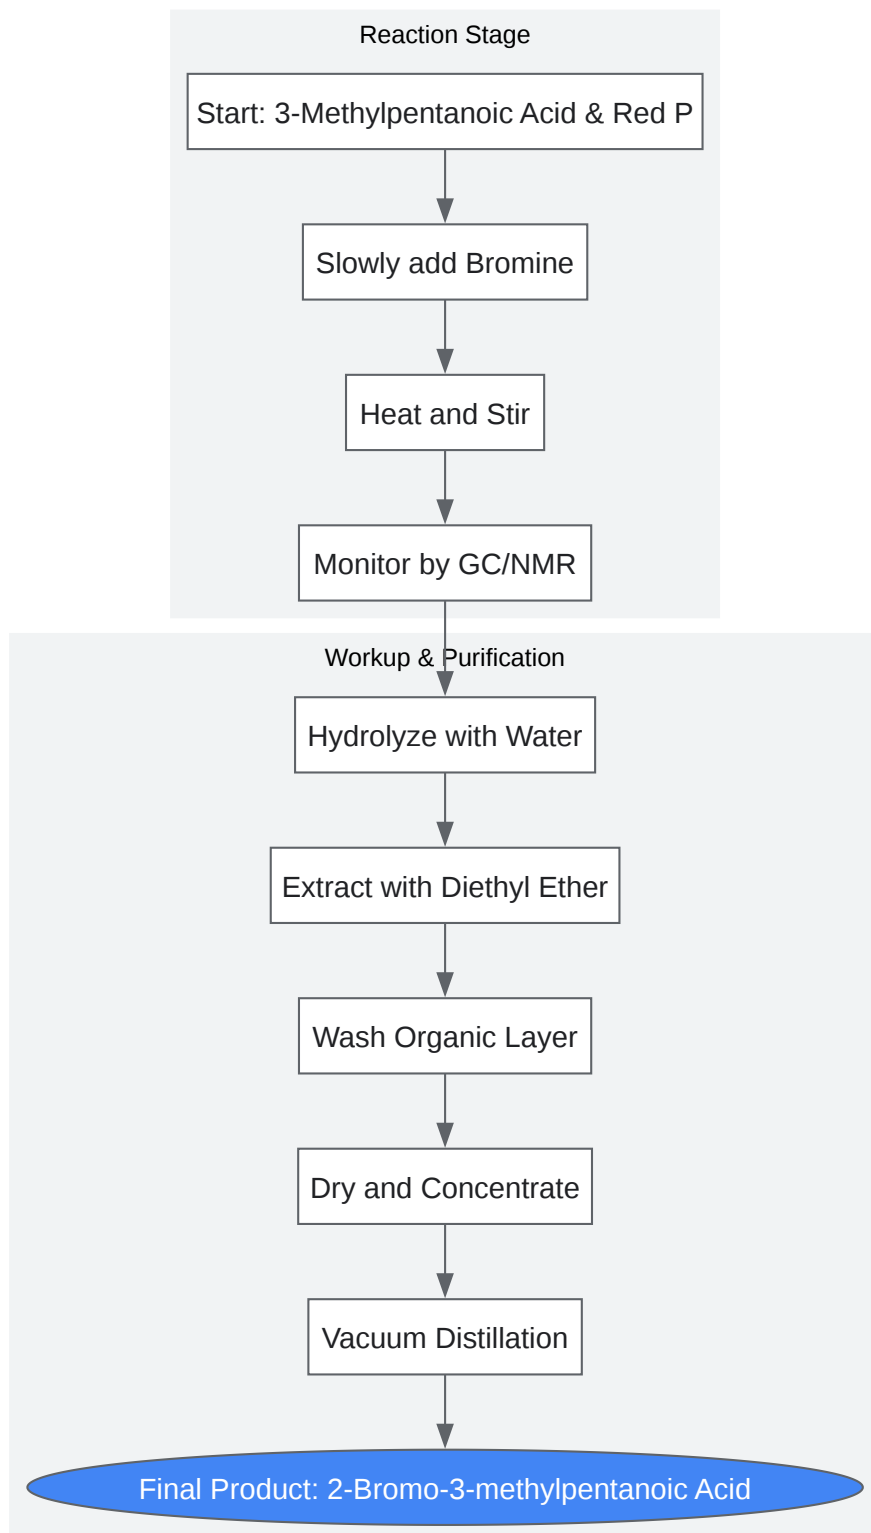 Reaction Stage
Start: 3-Methylpentanoic Acid & Red P
Slowly add Bromine
Heat and Stir
Monitor by GC/NMR
Workup & Purification
Hydrolyze with Water
Extract with Diethyl Ether
Wash Organic Layer
Dry and Concentrate
Vacuum Distillation
Final Product: 2-Bromo-3-methylpentanoic Acid